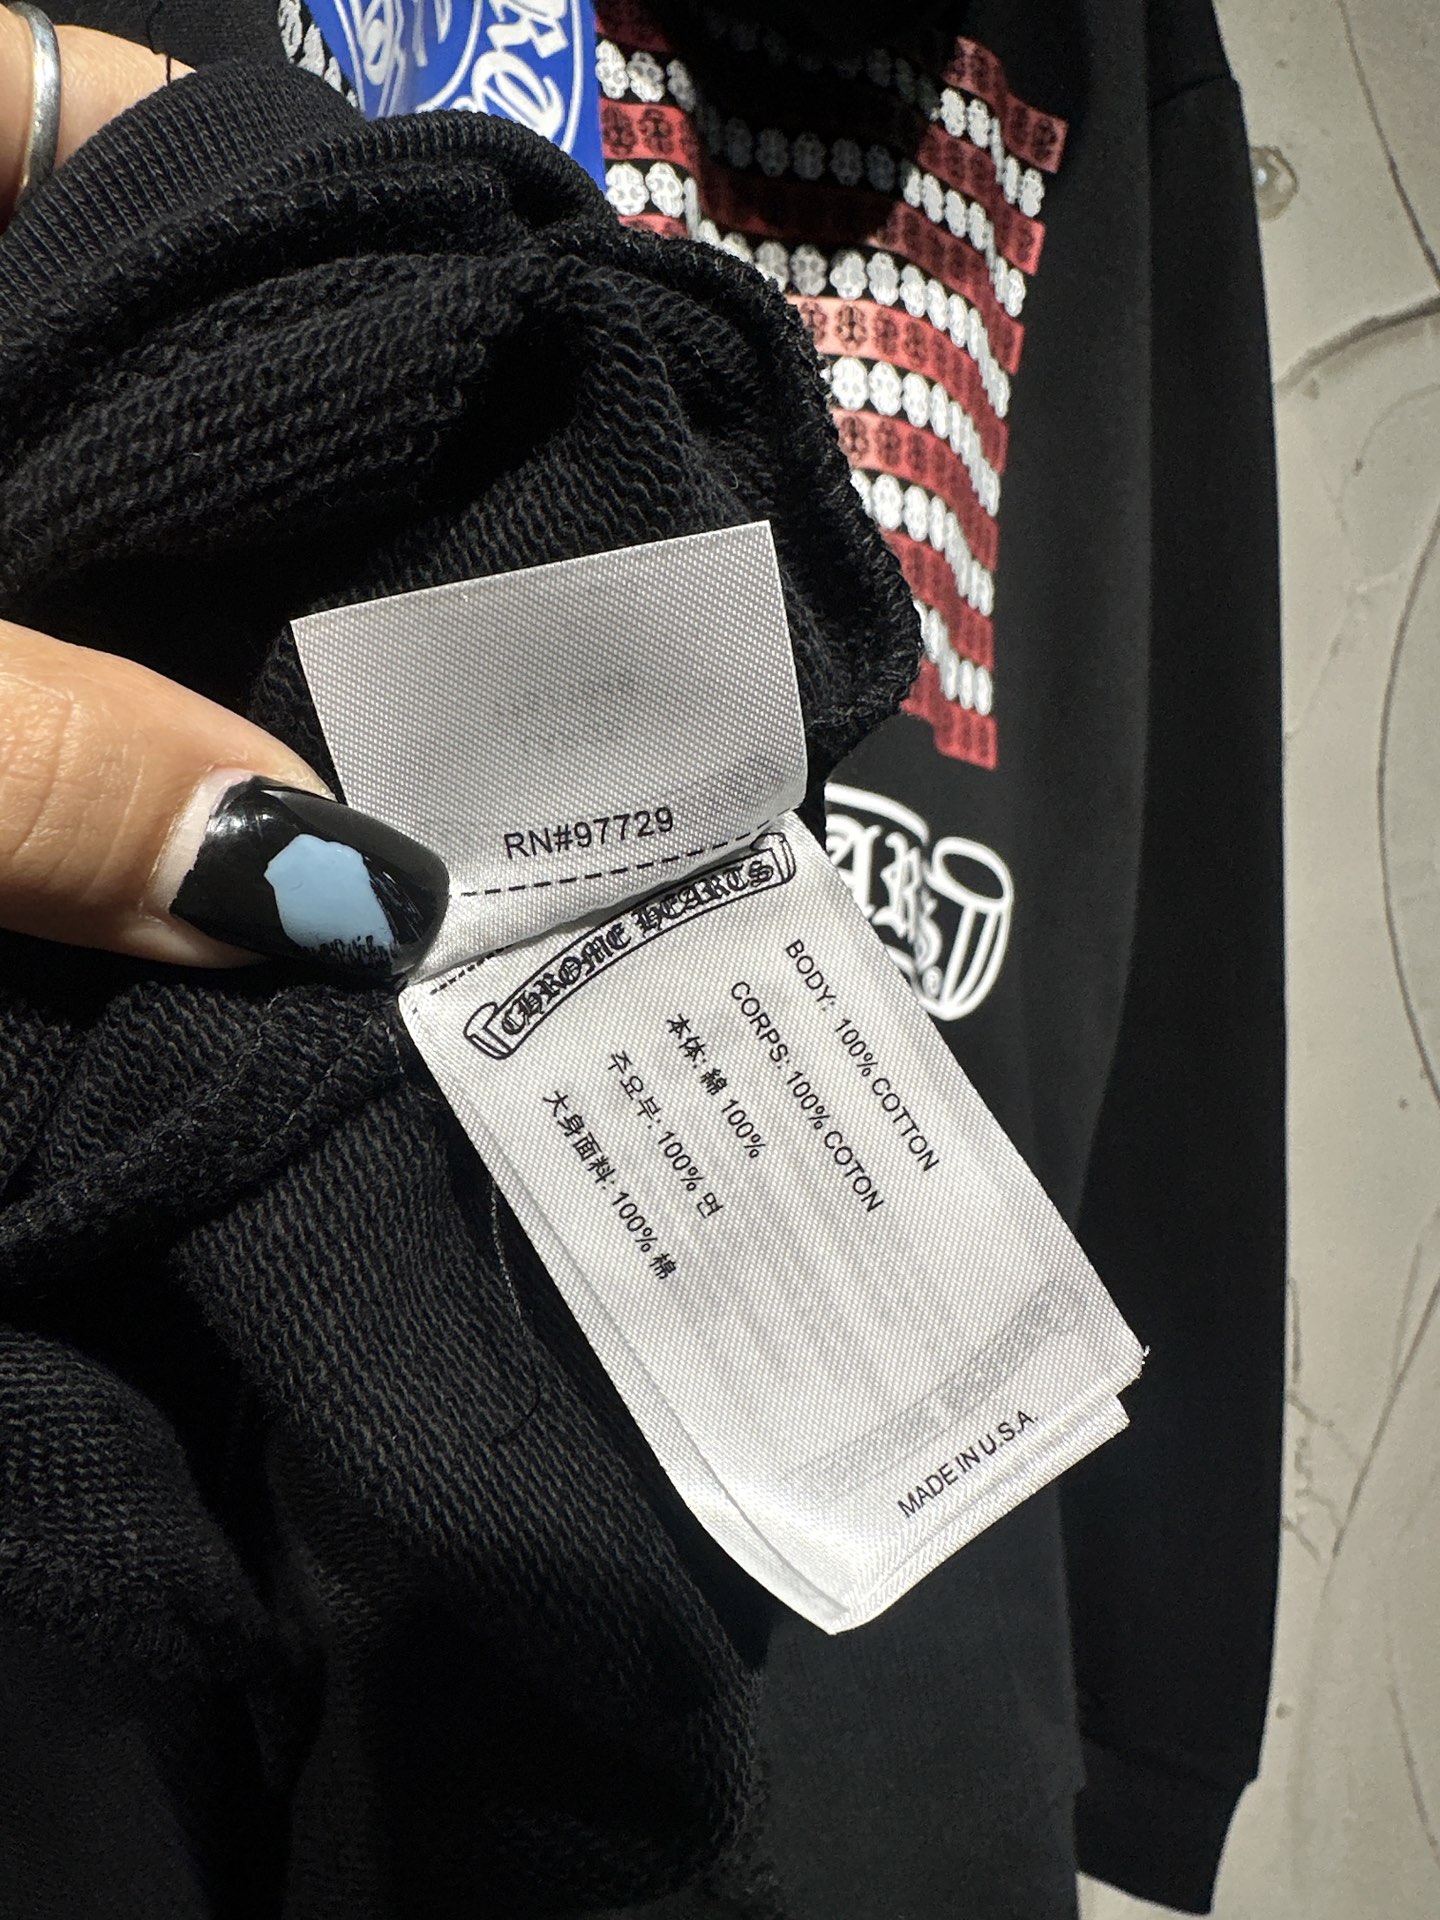 RN#97729
CHROME HEARTS
BODY: 100% COTTON
CORPS: 100% COTON
本体: 綿 100%
주요부: 100% 면
大身面料: 100% 棉
MADE IN U.S.A.